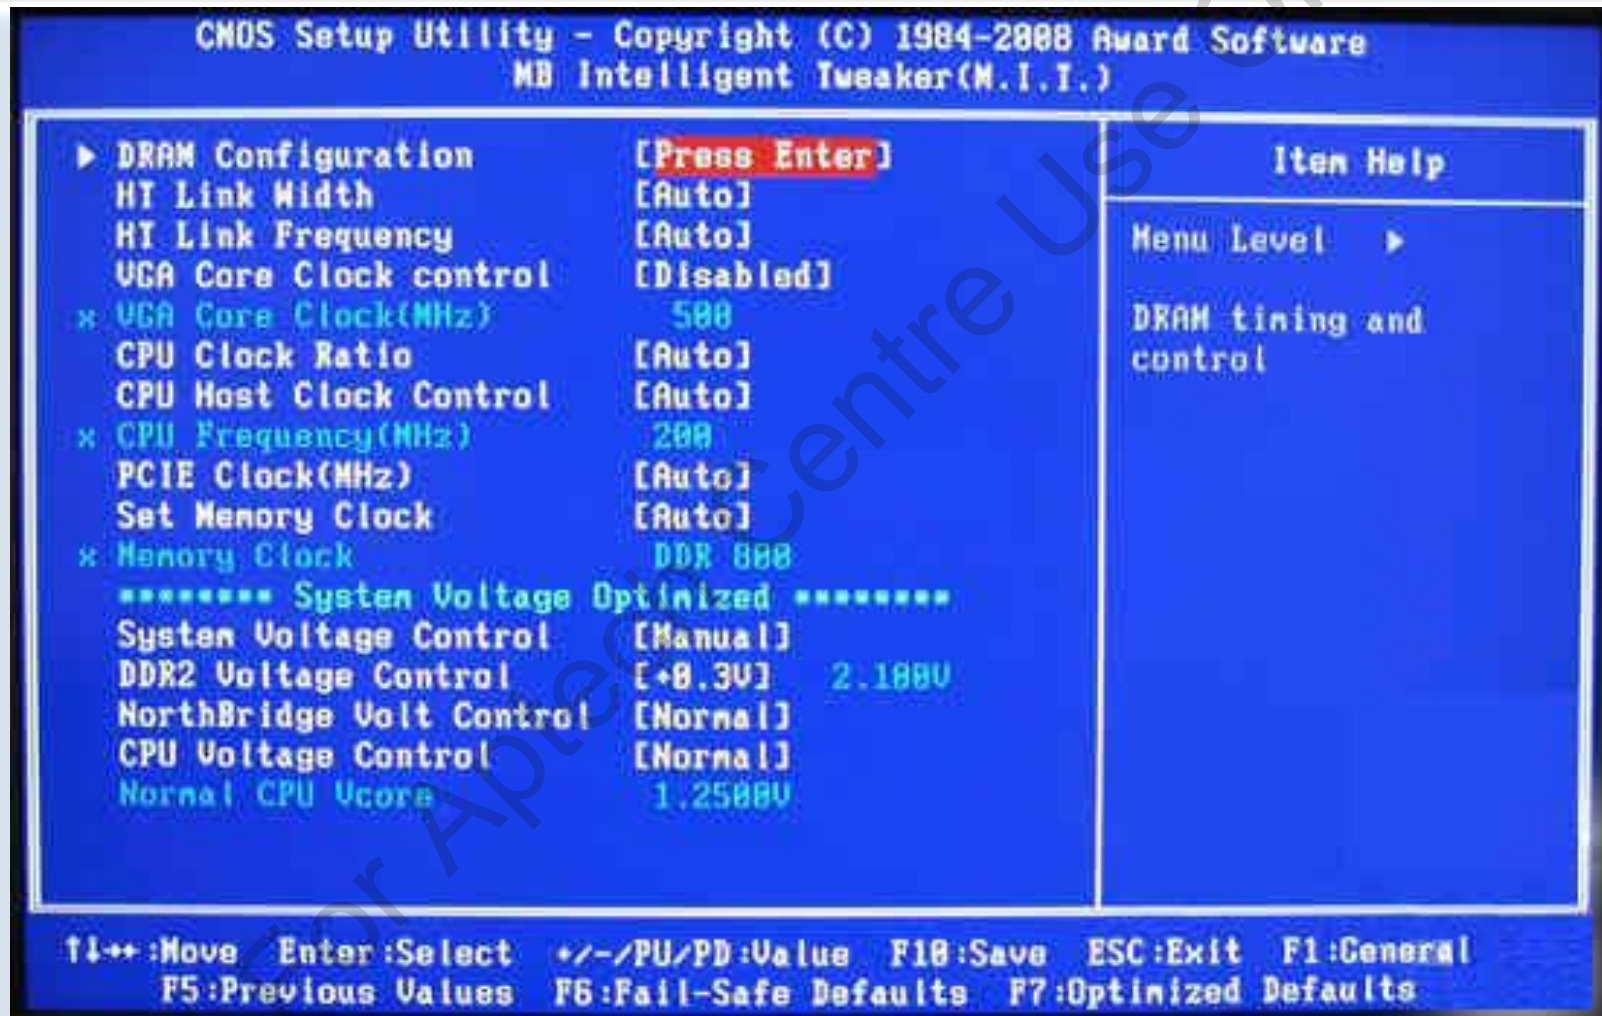 CMOS Setup Utility - Copyright (C) 1984-2008 Award Software
MB Intelligent Tweaker(M.I.T.)
▶ DRAM Configuration [Press Enter]
HT Link Width [Auto]
HT Link Frequency [Auto]
VGA Core Clock control [Disabled]
x VGA Core Clock(MHz) 500
CPU Clock Ratio [Auto]
CPU Host Clock Control [Auto]
x CPU Frequency(MHz) 200
PCIE Clock(MHz) [Auto]
Set Memory Clock [Auto]
x Memory Clock DDR 800
******** System Voltage Optimized ********
System Voltage Control [Manual]
DDR2 Voltage Control [+0.3V] 2.100V
NorthBridge Volt Control [Normal]
CPU Voltage Control [Normal]
Normal CPU Vcore 1.2500V
Item Help
Menu Level ▶
DRAM timing and
control
↑↓→←:Move Enter:Select +/-/PU/PD:Value F10:Save ESC:Exit F1:General
F5:Previous Values F6:Fail-Safe Defaults F7:Optimized Defaults
For Aptech Centre Use